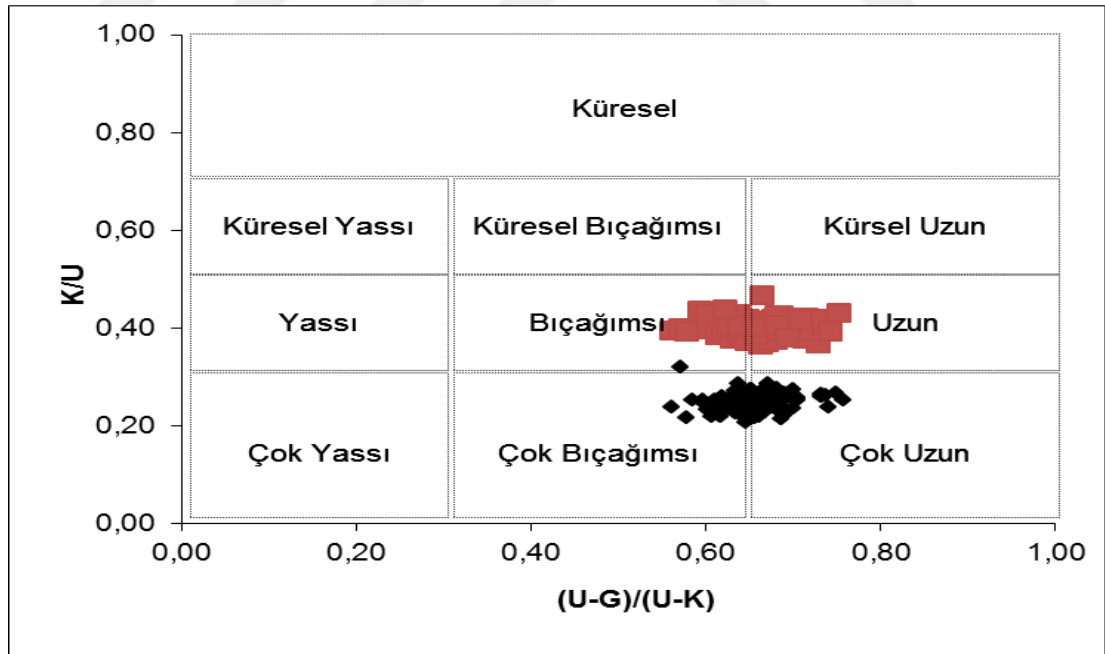 1,00
Küresel
0,80
Küresel Yassı Küresel Bıçağımsı Kürsel Uzun
0,60
K/U
0,40
Yassı Bıçağımsı Uzun
0,20
Çok Yassı Çok Bıçağımsı Çok Uzun
0,00
0,00 0,20 0,40 0,60 0,80 1,00
(U-G)/(U-K)